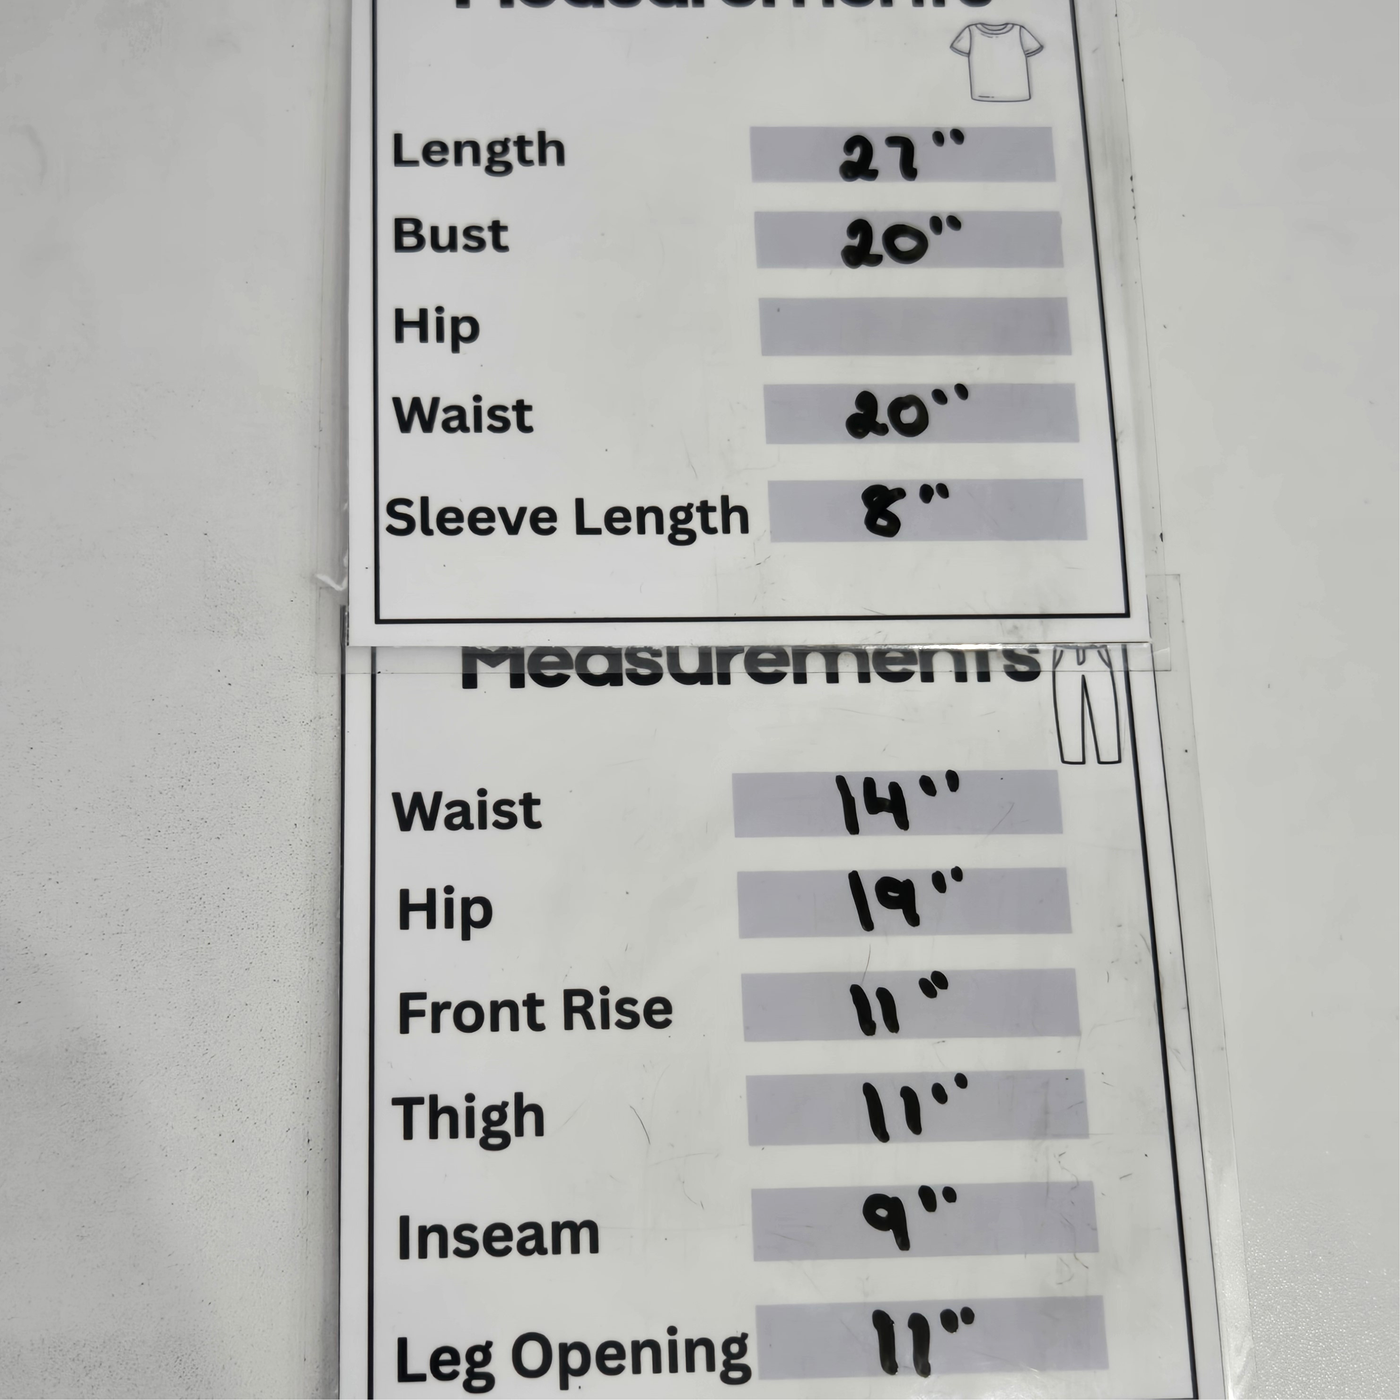 Measurements
Length 27"
Bust 20"
Hip
Waist 20"
Sleeve Length 8"
Measurements
Waist 14"
Hip 19"
Front Rise 11"
Thigh 11"
Inseam 9"
Leg Opening 11"